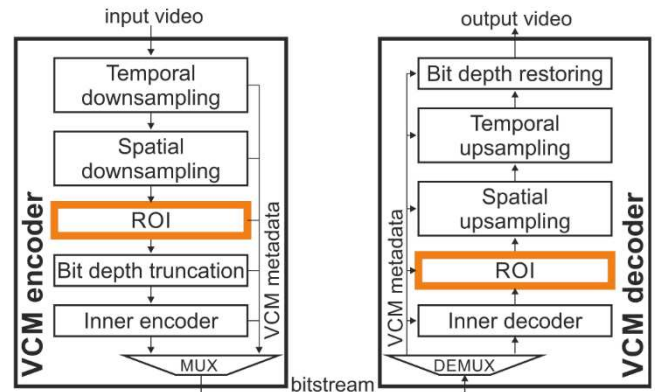 input video
Temporal
downsampling
Spatial
downsampling
ROI
Bit depth truncation
Inner encoder
MUX
VCM metadata
VCM encoder
bitstream
output video
Bit depth restoring
Temporal
upsampling
Spatial
upsampling
ROI
Inner decoder
DEMUX
VCM metadata
VCM decoder